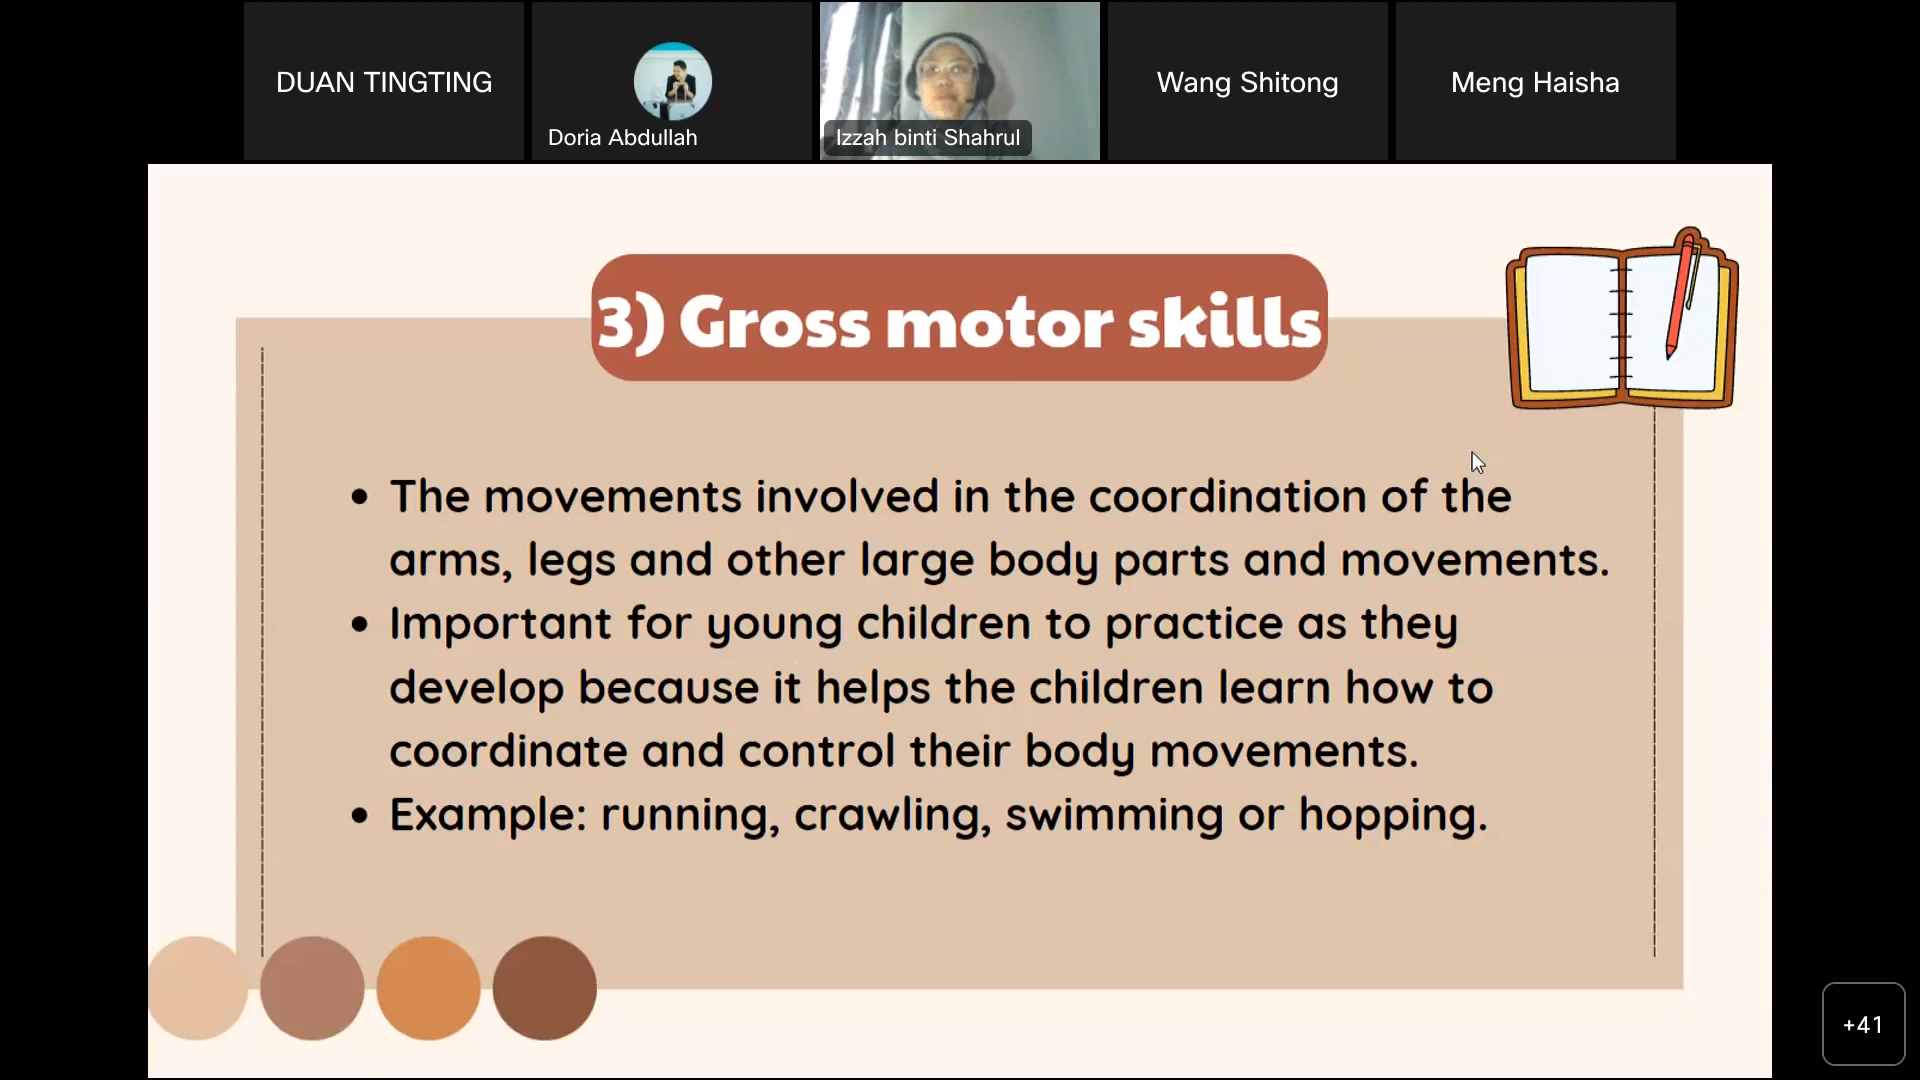 DUAN TINGTING
Doria Abdullah
Izzah binti Shahrul
Wang Shitong
Meng Haisha
3) Gross motor skills
• The movements involved in the coordination of the
arms, legs and other large body parts and movements.
• Important for young children to practice as they
develop because it helps the children learn how to
coordinate and control their body movements.
• Example: running, crawling, swimming or hopping.
+41